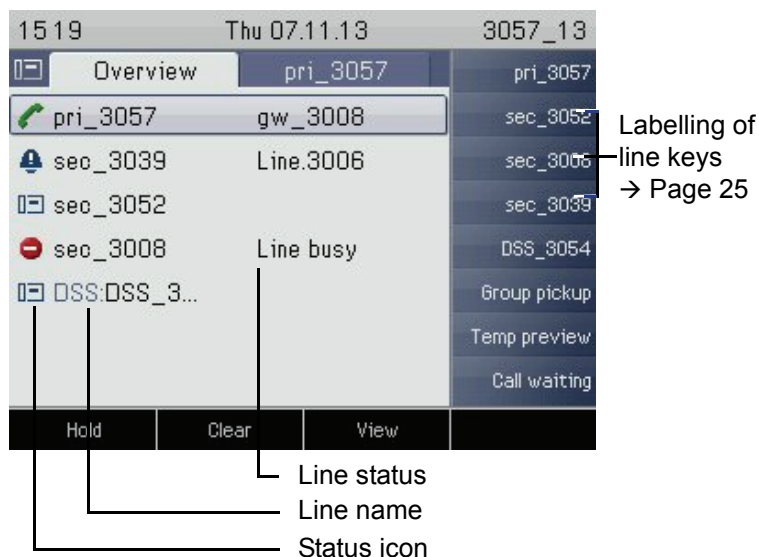 15 19 Thu 07.11.13 3057_13
Overview pri_3057
pri_3057 gw_3008
sec_3039 Line.3006
sec_3052
sec_3008 Line busy
DSS:DSS_3...
pri_3057
sec_3052
sec_3006
sec_3039
DSS_3054
Group pickup
Temp preview
Call waiting
Hold Clear View
Labelling of
line keys
→ Page 25
Line status
Line name
Status icon